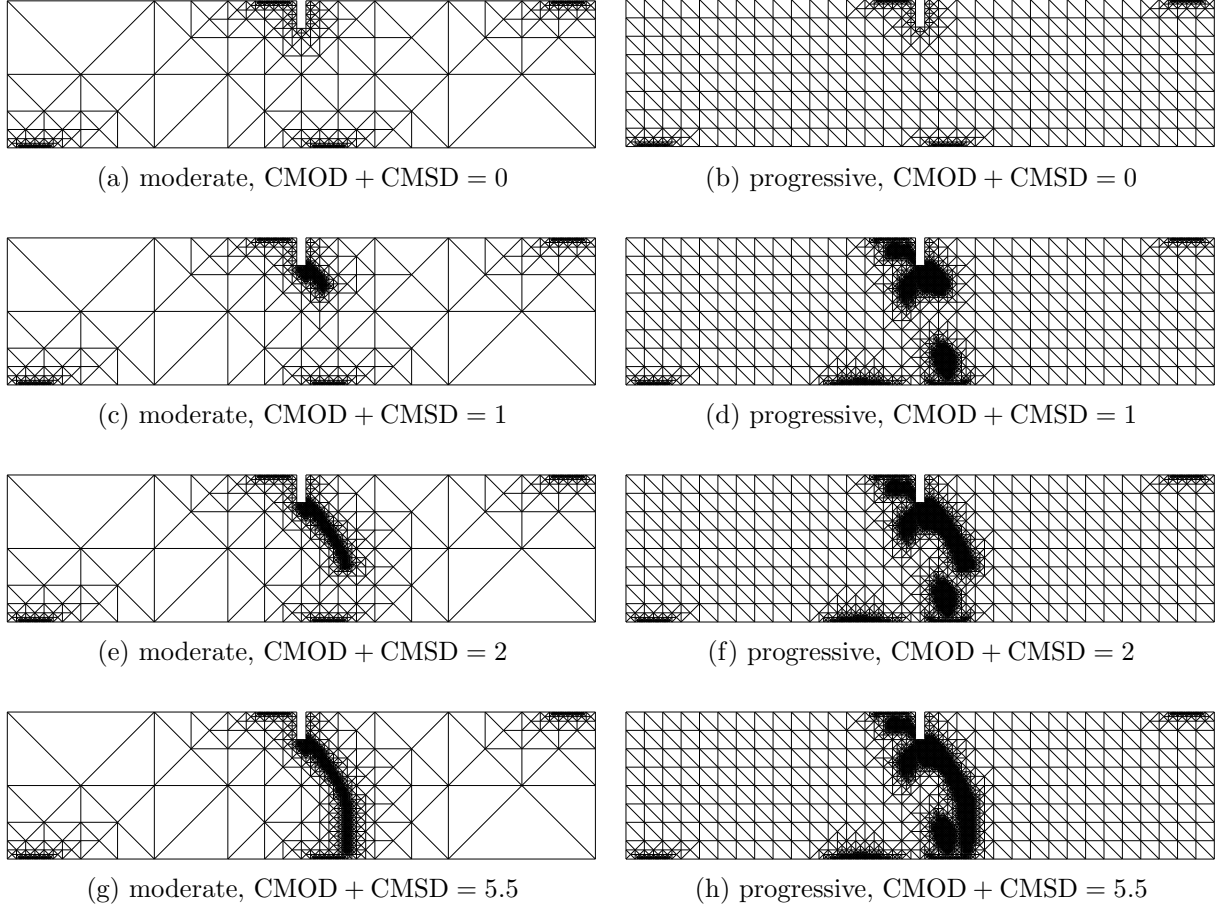 (a) moderate, CMOD + CMSD = 0
(b) progressive, CMOD + CMSD = 0
(c) moderate, CMOD + CMSD = 1
(d) progressive, CMOD + CMSD = 1
(e) moderate, CMOD + CMSD = 2
(f) progressive, CMOD + CMSD = 2
(g) moderate, CMOD + CMSD = 5.5
(h) progressive, CMOD + CMSD = 5.5